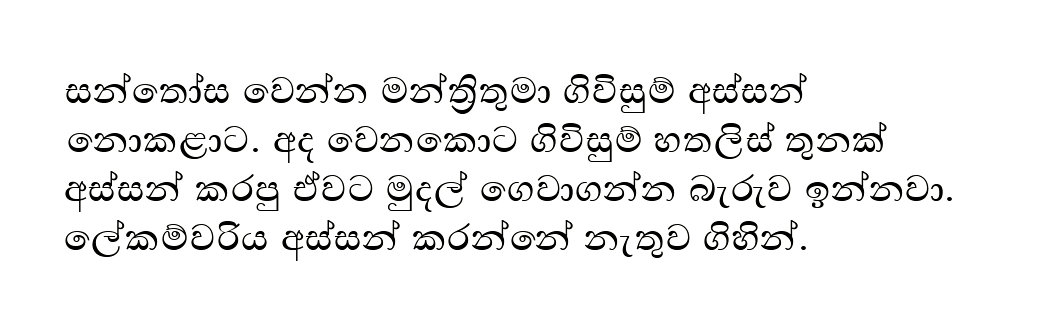 සන්තෝස වෙන්න මන්ත්‍රිතුමා ගිවිසුම් අස්සන්
නොකළාට. අද වෙනකොට ගිවිසුම් හතලිස් තුනක්
අස්සන් කරපු ඒවට මුදල් ගෙවාගන්න බැරුව ඉන්නවා.
ලේකම්වරිය අස්සන් කරන්නේ නැතුව ගිහින්.